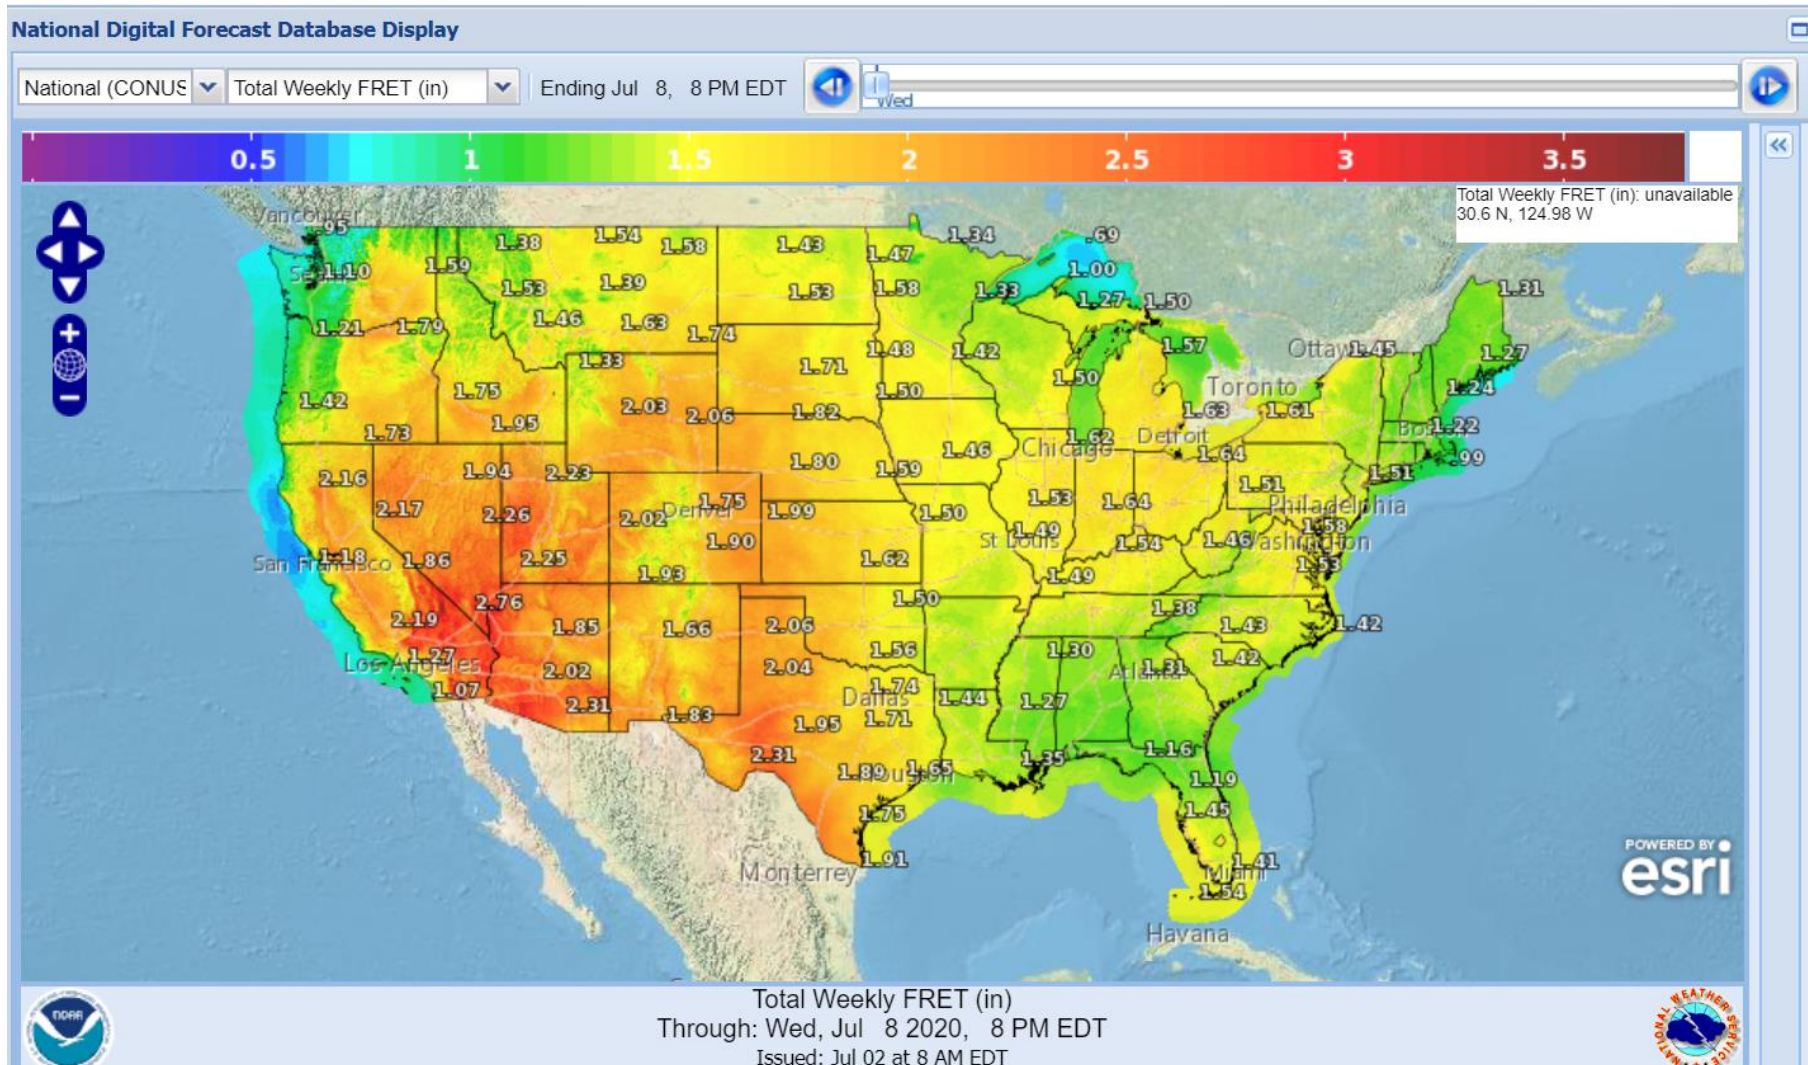 National Digital Forecast Database Display
National (CONUS
Total Weekly FRET (in)
Ending Jul 8, 8 PM EDT
Wed
0.5 1 1.5 2 2.5 3 3.5
Total Weekly FRET (in): unavailable
30.6 N, 124.98 W
Vancouver
.95 1.38 1.54 1.58 1.43 1.47 1.34 .69
1.10 1.59 1.53 1.39 1.53 1.58 1.33 1.00 1.27 1.50 1.31
1.21 1.79 1.46 1.63 1.74 1.48 1.42 1.57 Ottawa 1.45 1.27
1.33 1.71 1.50 1.50 Toronto 1.24
1.42 1.75 2.03 2.06 1.82 1.63 1.61
1.73 1.95 1.46 Chicago 1.62 Detroit 1.64 1.22
2.16 1.94 2.23 1.80 1.59 1.51 1.51 .99
2.17 2.26 2.02 Denver 1.75 1.99 1.50 1.53 1.64 Philadelphia
San Francisco 1.18 1.86 2.25 1.90 1.62 St Louis 1.49 1.54 1.46 Washington 1.58
1.93 1.49 1.53
2.76 1.50 1.38
2.19 1.85 1.66 2.06 1.56 1.30 1.43 1.42
Los Angeles 1.27 2.02 2.04 Atlanta 1.31 1.42
1.07 2.31 1.83 Dallas 1.74 1.44 1.27
1.95 1.71
2.31 1.35 1.16
1.89 Houston 1.65 1.19
1.75 1.45
Monterrey 1.91 Miami 1.41
1.54
Havana
POWERED BY
esri
NOAA
Total Weekly FRET (in)
Through: Wed, Jul 8 2020, 8 PM EDT
Issued: Jul 02 at 8 AM EDT
NATIONAL WEATHER SERVICE